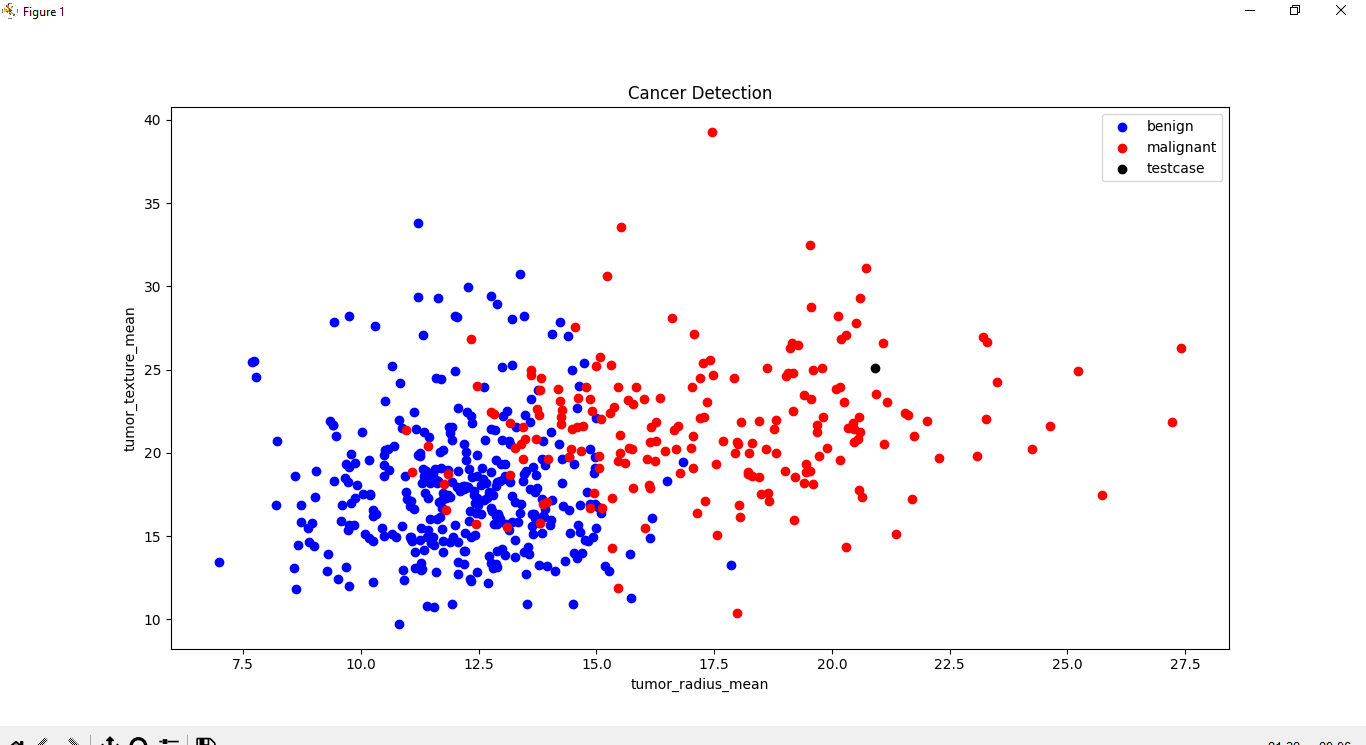 Figure 1
Cancer Detection
benign
malignant
testcase
40
35
30
25
20
15
10
tumor_texture_mean
7.5 10.0 12.5 15.0 17.5 20.0 22.5 25.0 27.5
tumor_radius_mean